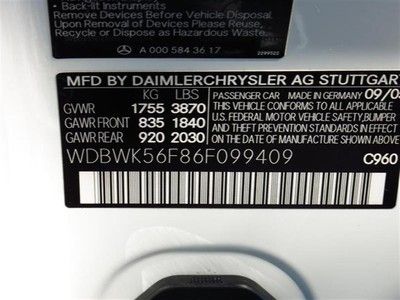 • Back-lit Instruments
Remove Devices Before Vehicle Disposal.
Upon Removal of Devices Please Reuse,
Recycle or Dispose as Hazardous Waste.
A 000 584 36 17
MFD BY DAIMLERCHRYSLER AG STUTTGART
KG LBS
GVWR 1755 3870
GAWR FRONT 835 1840
GAWR REAR 920 2030
PASSENGER CAR MADE IN GERMANY 09/0
THIS VEHICLE CONFORMS TO ALL APPLICABLE
U.S. FEDERAL MOTOR VEHICLE SAFETY,BUMPER
AND THEFT PREVENTION STANDARDS IN EFFECT
ON THE DATE OF MANUFACTURE SHOWN ABOVE.
WDBWK56F86F099409
C960